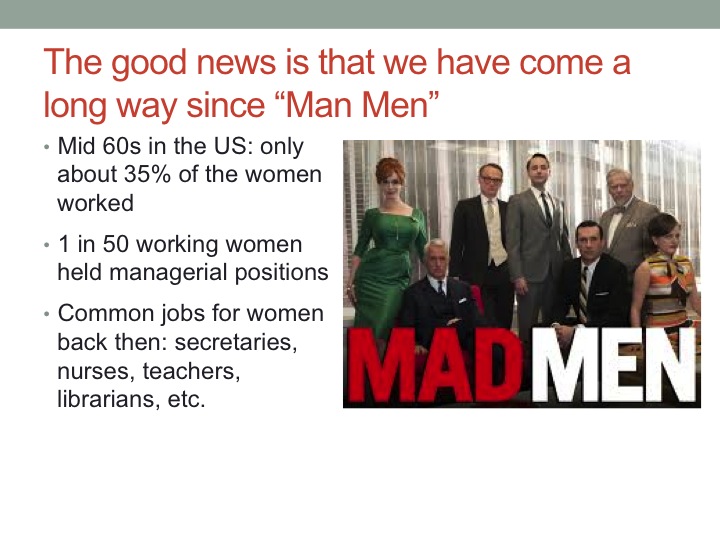 The good news is that we have come a
long way since “Man Men”
• Mid 60s in the US: only
about 35% of the women
worked
• 1 in 50 working women
held managerial positions
• Common jobs for women
back then: secretaries,
nurses, teachers,
librarians, etc.
MADMEN